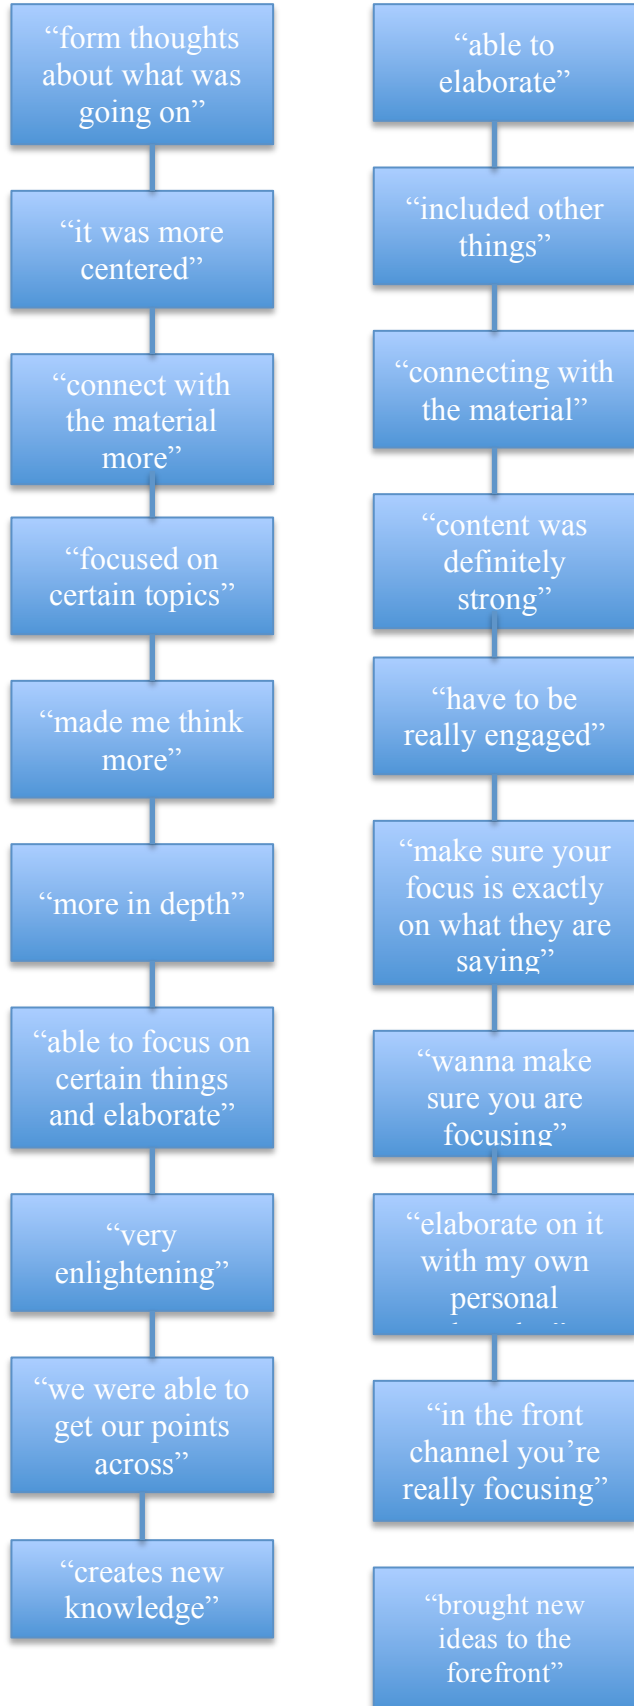 “form thoughts
about what was
going on”
“it was more
centered”
“connect with
the material
more”
“focused on
certain topics”
“made me think
more”
“more in depth”
“able to focus on
certain things
and elaborate”
“very
enlightening”
“we were able to
get our points
across”
“creates new
knowledge”
“able to
elaborate”
“included other
things”
“connecting with
the material”
“content was
definitely
strong”
“have to be
really engaged”
“make sure your
focus is exactly
on what they are
saying”
“wanna make
sure you are
focusing”
“elaborate on it
with my own
personal
“in the front
channel you’re
really focusing”
“brought new
ideas to the
forefront”